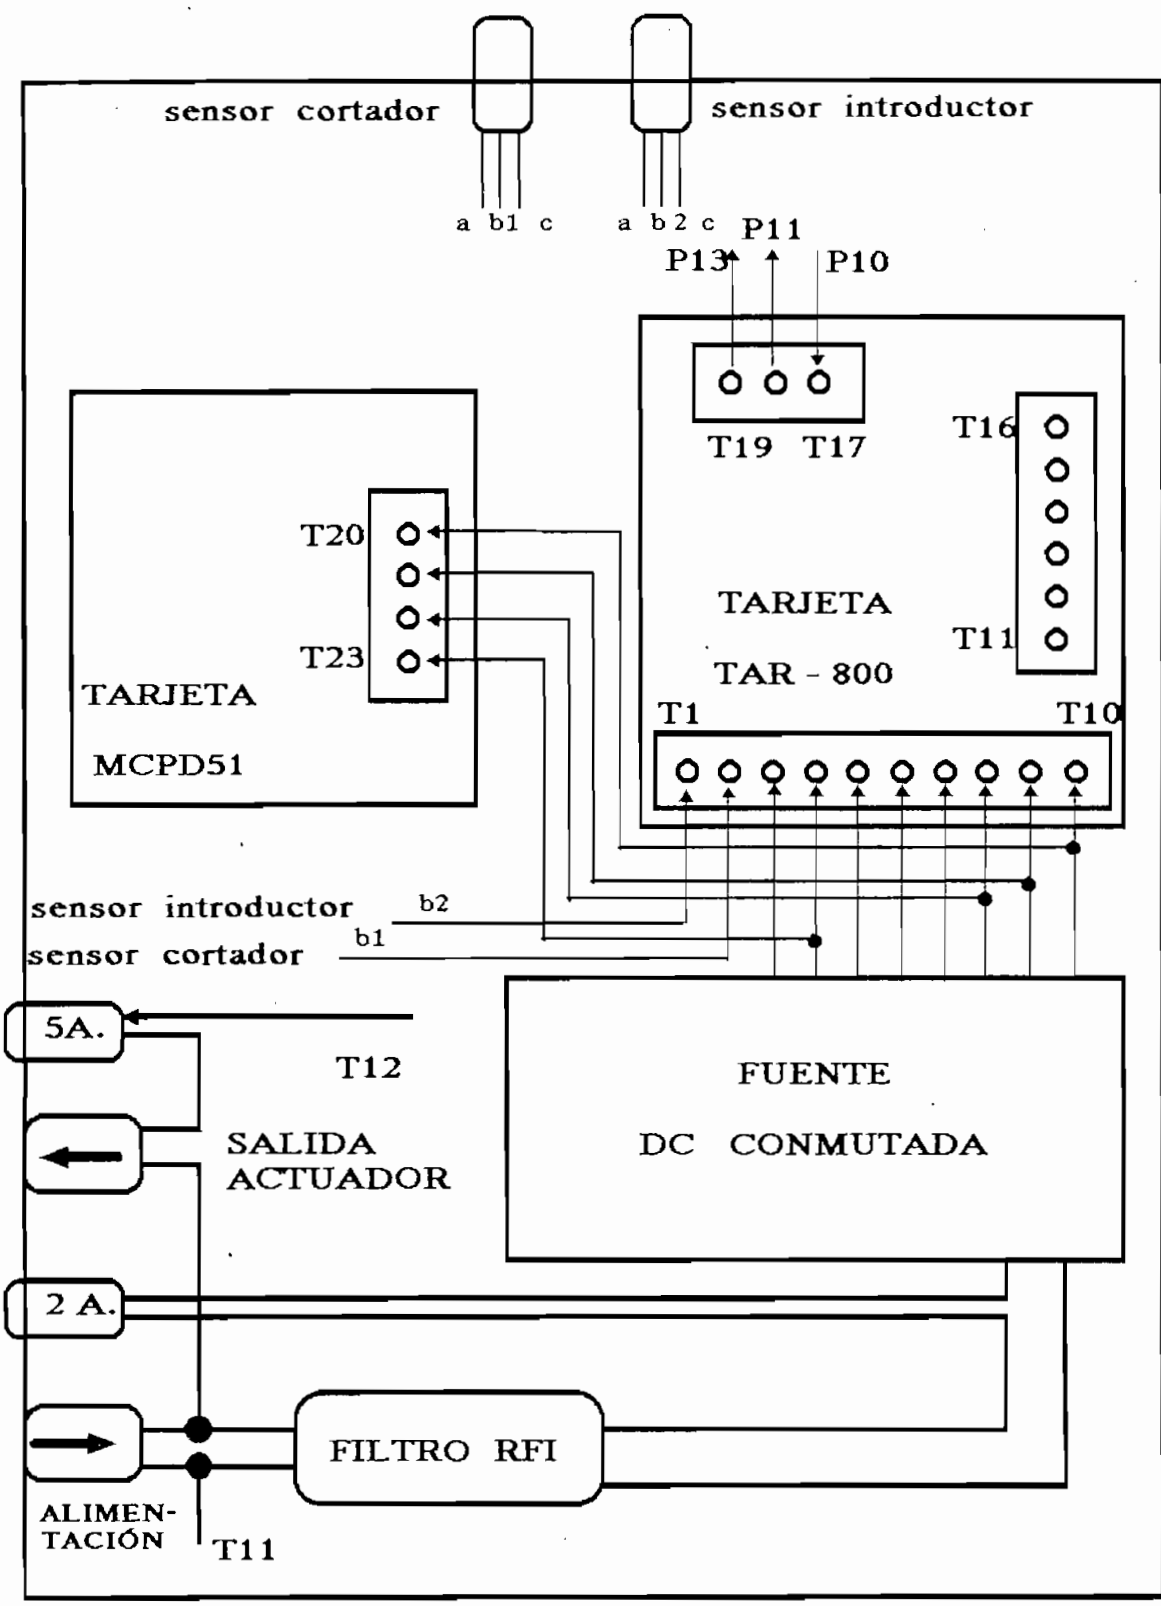 sensor cortador
sensor introductor
a b1 c
a b2 c
P11
P13
P10
T19 T17
T16
T20
TARJETA
T11
T23
TAR - 800
TARJETA
T1
T10
MCPD51
sensor introductor b2
b1
sensor cortador
5A.
T12
FUENTE
DC CONMUTADA
SALIDA
ACTUADOR
2 A.
FILTRO RFI
ALIMEN-
TACIÓN
T11